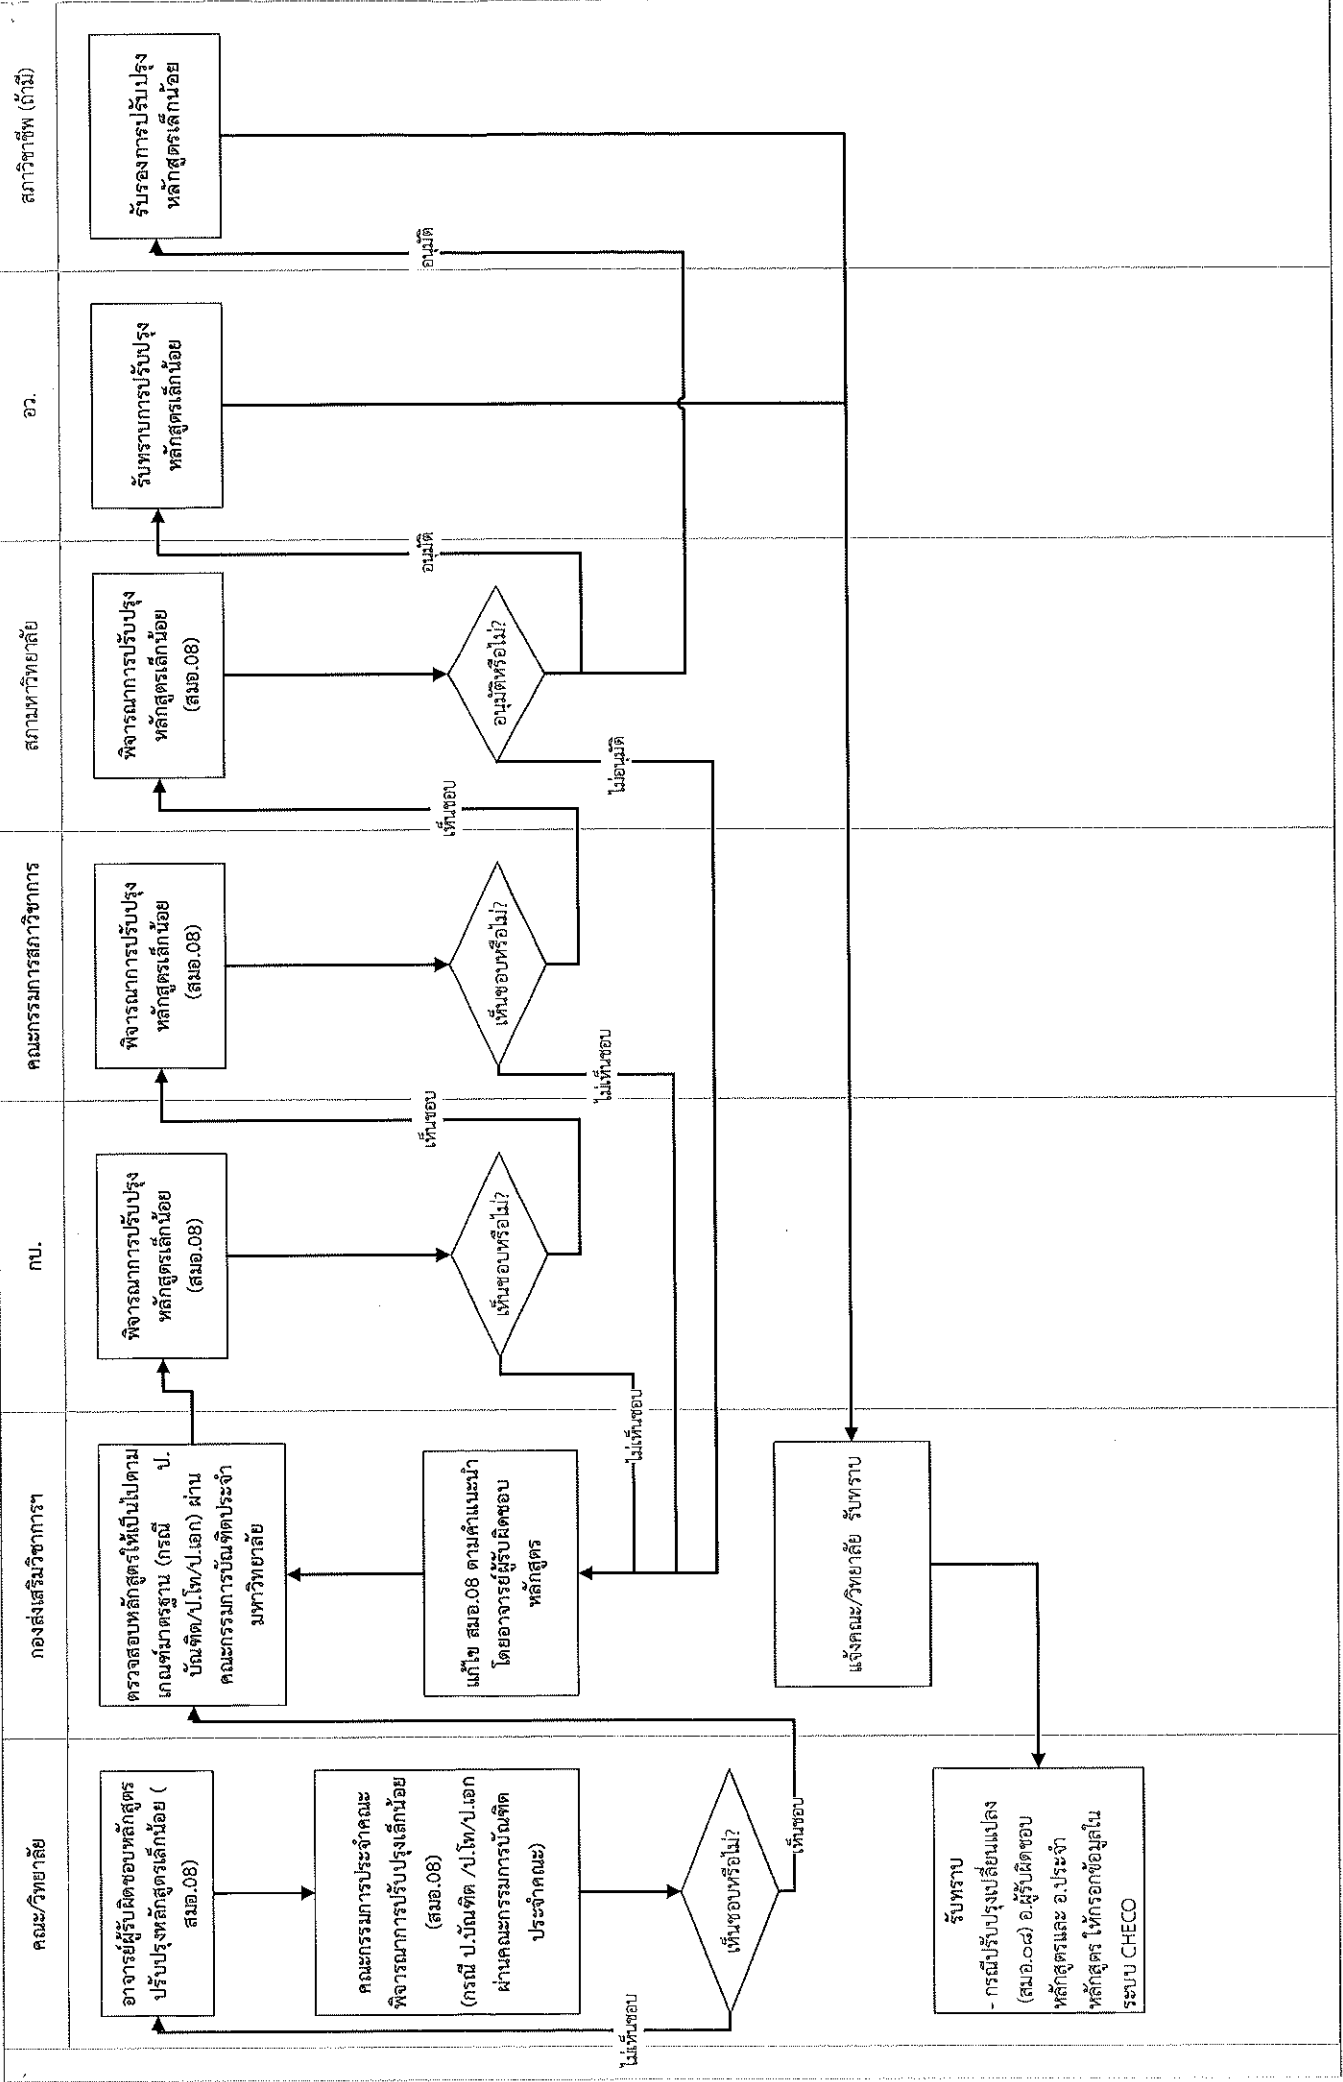 คณะ/วิทยาลัย
กองส่งเสริมวิชาการฯ
กบ.
คณะกรรมการสภาวิชาการ
สภามหาวิทยาลัย
อว.
สภาวิชาชีพ (ถ้ามี)
อาจารย์ผู้รับผิดชอบหลักสูตร
ปรับปรุงหลักสูตรเล็กน้อย (
สมอ.08)
คณะกรรมการประจำคณะ
พิจารณาการปรับปรุงเล็กน้อย
(สมอ.08)
(กรณี ป.บัณฑิต /ป.โท/ป.เอก
ผ่านคณะกรรมการบัณฑิต
ประจำคณะ)
เห็นชอบหรือไม่?
ไม่เห็นชอบ
เห็นชอบ
รับทราบ
- กรณีปรับปรุงเปลี่ยนแปลง
(สมอ.๐๘) อ.ผู้รับผิดชอบ
หลักสูตรและ อ.ประจำ
หลักสูตร ให้กรอกข้อมูลใน
ระบบ CHECO
ตรวจสอบหลักสูตรให้เป็นไปตาม
เกณฑ์มาตรฐาน (กรณี ป.
บัณฑิต/ป.โท/ป.เอก) ผ่าน
คณะกรรมการบัณฑิตประจำ
มหาวิทยาลัย
แก้ไข สมอ.08 ตามคำแนะนำ
โดยอาจารย์ผู้รับผิดชอบ
หลักสูตร
แจ้งคณะ/วิทยาลัย รับทราบ
พิจารณาการปรับปรุง
หลักสูตรเล็กน้อย
(สมอ.08)
เห็นชอบหรือไม่?
ไม่เห็นชอบ
เห็นชอบ
พิจารณาการปรับปรุง
หลักสูตรเล็กน้อย
(สมอ.08)
เห็นชอบหรือไม่?
ไม่เห็นชอบ
เห็นชอบ
พิจารณาการปรับปรุง
หลักสูตรเล็กน้อย
(สมอ.08)
อนุมัติหรือไม่?
ไม่อนุมัติ
อนุมัติ
รับทราบการปรับปรุง
หลักสูตรเล็กน้อย
อนุมัติ
รับรองการปรับปรุง
หลักสูตรเล็กน้อย